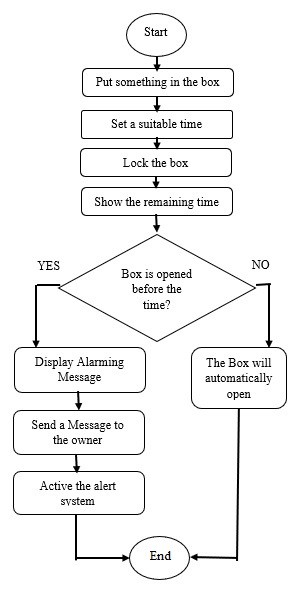 Start
Put something in the box
Set a suitable time
Lock the box
Show the remaining time
YES
NO
Box is opened
before the
time?
Display Alarming
Message
The Box will
automatically
open
Send a Message to
the owner
Active the alert
system
End